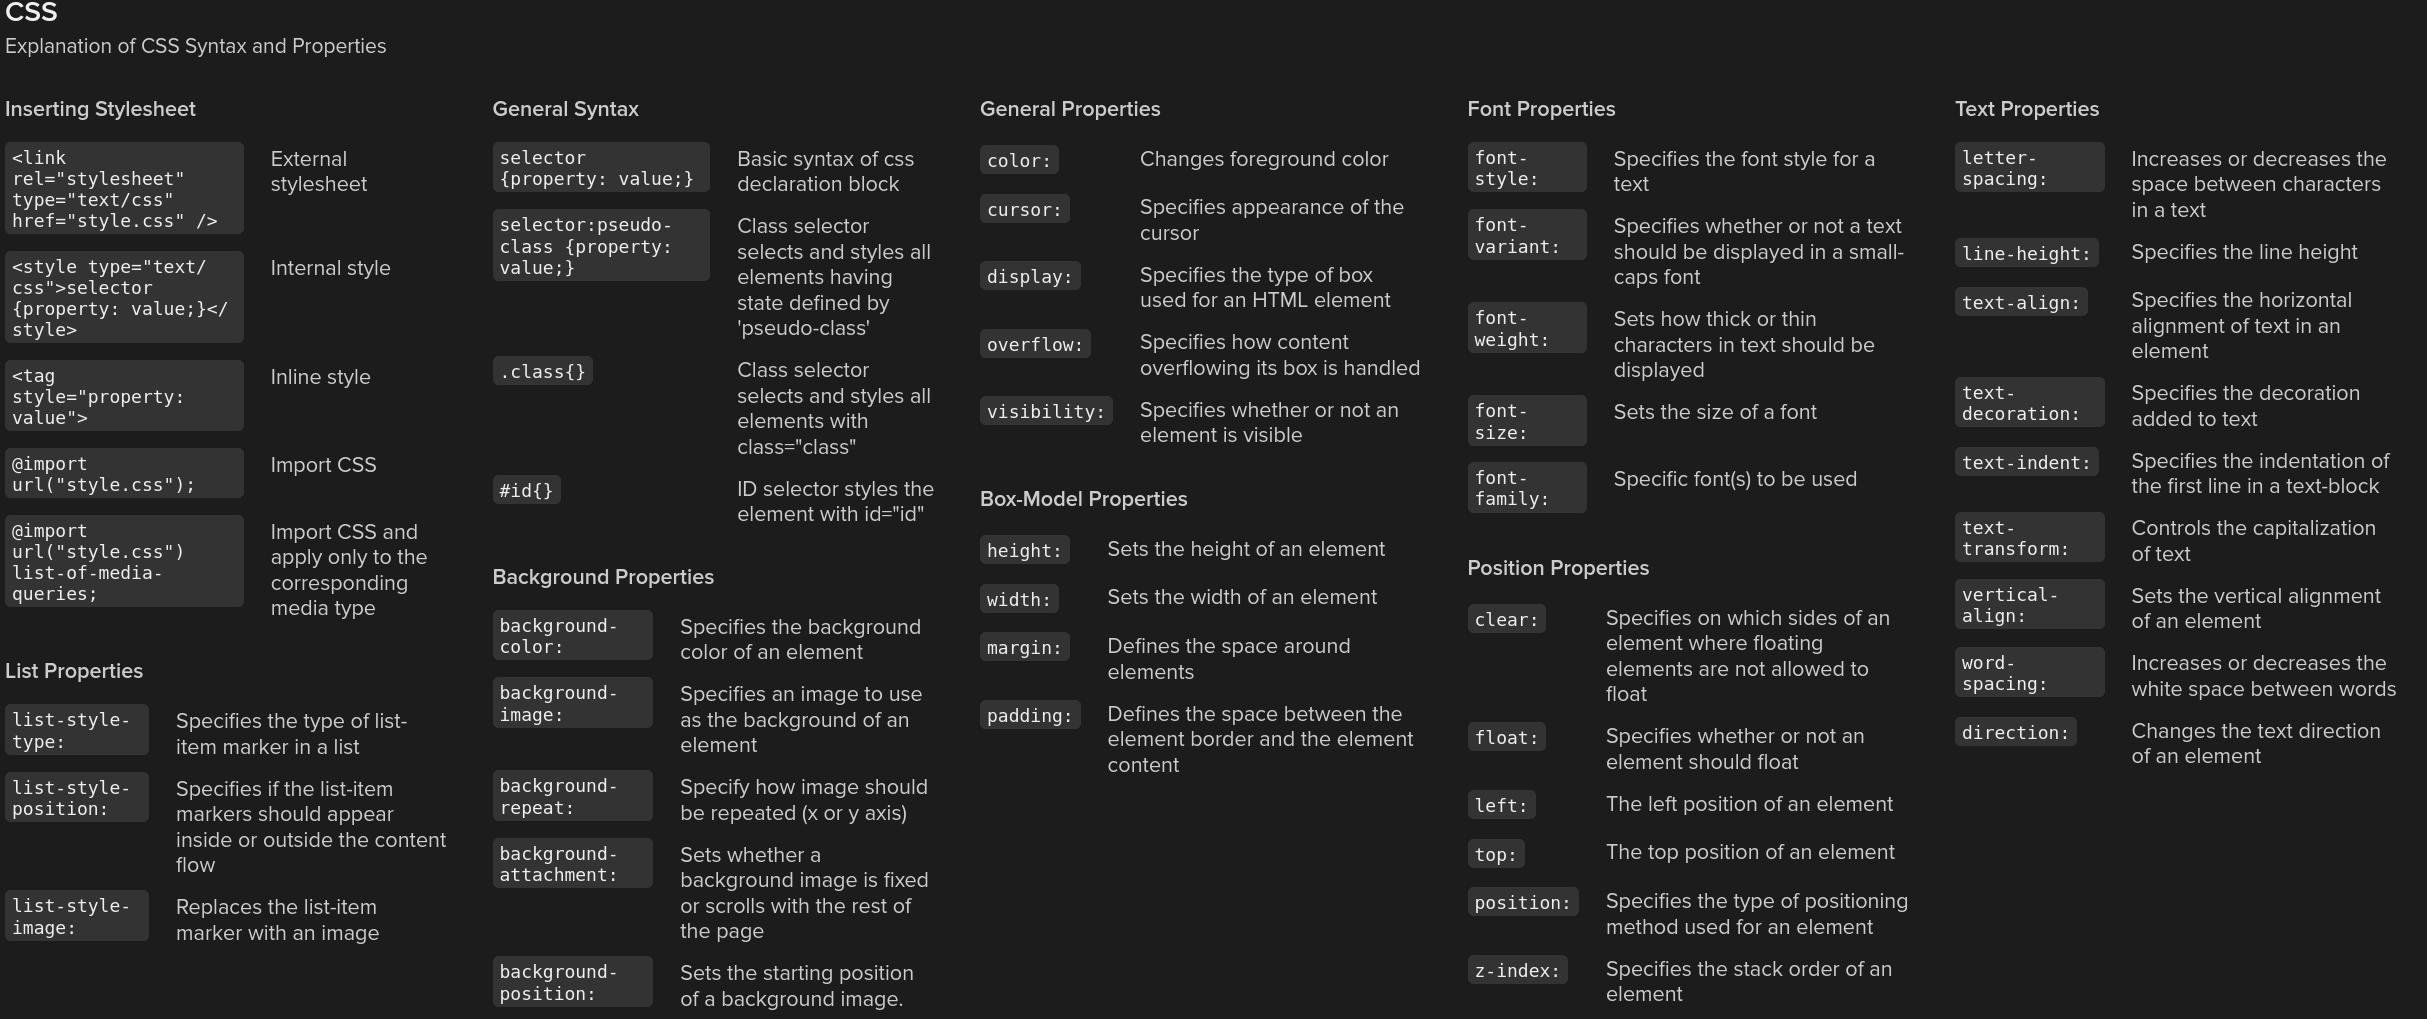 CSS
Explanation of CSS Syntax and Properties
Inserting Stylesheet
<link
rel="stylesheet"
type="text/css"
href="style.css" />
External
stylesheet
<style type="text/
css">selector
{property: value;}</
style>
Internal style
<tag
style="property:
value">
Inline style
@import
url("style.css");
Import CSS
@import
url("style.css")
list-of-media-
queries;
Import CSS and
apply only to the
corresponding
media type
List Properties
list-style-
type:
Specifies the type of list-
item marker in a list
list-style-
position:
Specifies if the list-item
markers should appear
inside or outside the content
flow
list-style-
image:
Replaces the list-item
marker with an image
General Syntax
selector
{property: value;}
Basic syntax of css
declaration block
selector:pseudo-
class {property:
value;}
Class selector
selects and styles all
elements having
state defined by
'pseudo-class'
.class{}
Class selector
selects and styles all
elements with
class="class"
#id{}
ID selector styles the
element with id="id"
Background Properties
background-
color:
Specifies the background
color of an element
background-
image:
Specifies an image to use
as the background of an
element
background-
repeat:
Specify how image should
be repeated (x or y axis)
background-
attachment:
Sets whether a
background image is fixed
or scrolls with the rest of
the page
background-
position:
Sets the starting position
of a background image.
General Properties
color:
Changes foreground color
cursor:
Specifies appearance of the
cursor
display:
Specifies the type of box
used for an HTML element
overflow:
Specifies how content
overflowing its box is handled
visibility:
Specifies whether or not an
element is visible
Box-Model Properties
height:
Sets the height of an element
width:
Sets the width of an element
margin:
Defines the space around
elements
padding:
Defines the space between the
element border and the element
content
Font Properties
font-
style:
Specifies the font style for a
text
font-
variant:
Specifies whether or not a text
should be displayed in a small-
caps font
font-
weight:
Sets how thick or thin
characters in text should be
displayed
font-
size:
Sets the size of a font
font-
family:
Specific font(s) to be used
Position Properties
clear:
Specifies on which sides of an
element where floating
elements are not allowed to
float
float:
Specifies whether or not an
element should float
left:
The left position of an element
top:
The top position of an element
position:
Specifies the type of positioning
method used for an element
z-index:
Specifies the stack order of an
element
Text Properties
letter-
spacing:
Increases or decreases the
space between characters
in a text
line-height:
Specifies the line height
text-align:
Specifies the horizontal
alignment of text in an
element
text-
decoration:
Specifies the decoration
added to text
text-indent:
Specifies the indentation of
the first line in a text-block
text-
transform:
Controls the capitalization
of text
vertical-
align:
Sets the vertical alignment
of an element
word-
spacing:
Increases or decreases the
white space between words
direction:
Changes the text direction
of an element